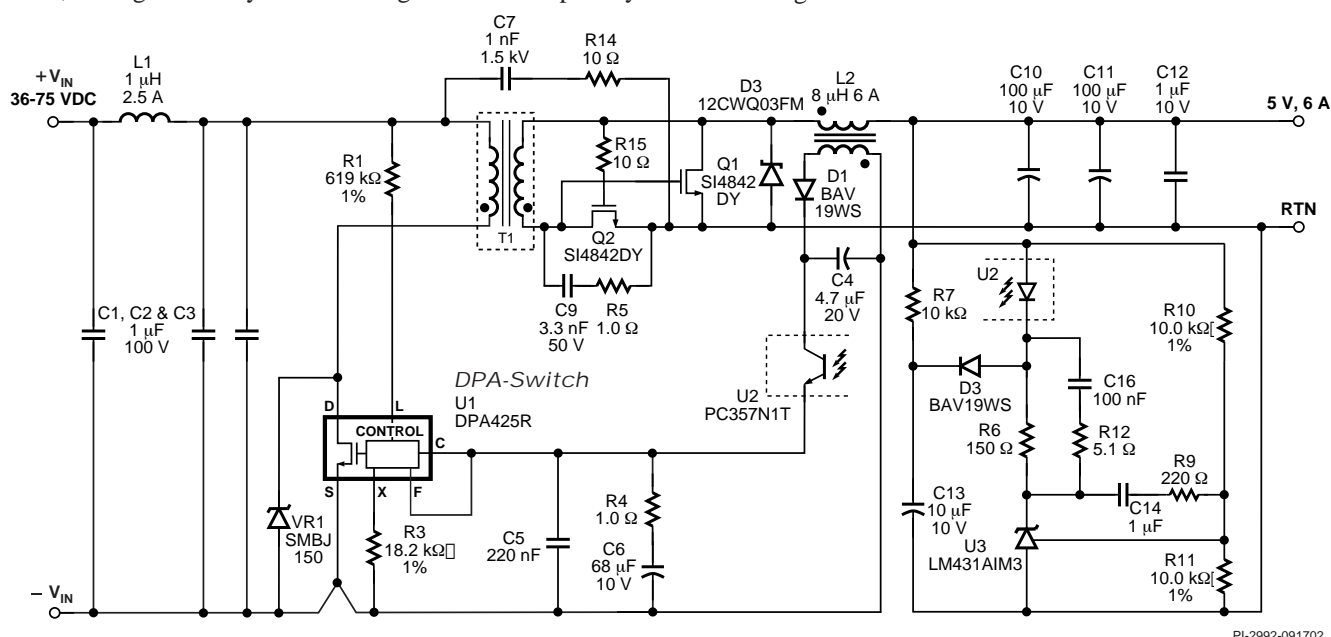 C7
1 nF
1.5 kV
R14
10 Ω
L1
1 µH
2.5 A
+VIN
36-75 VDC
D3
12CWQ03FM
L2
8 µH 6 A
C10
100 µF
10 V
C11
100 µF
10 V
C12
1 µF
10 V
5 V, 6 A
R1
619 kΩ
1%
R15
10 Ω
Q1
SI4842
DY
D1
BAV
19WS
RTN
T1
Q2
SI4842DY
C9
3.3 nF
50 V
R5
1.0 Ω
C4
4.7 µF
20 V
U2
R7
10 kΩ
R10
10.0 kΩ[
1%
C1, C2 & C3
1 µF
100 V
DPA-Switch
U1
DPA425R
U2
PC357N1T
D3
BAV19WS
C16
100 nF
D
L
CONTROL
C
S
X
F
R6
150 Ω
R12
5.1 Ω
R9
220 Ω
VR1
SMBJ
150
R3
18.2 kΩ▯
1%
C5
220 nF
R4
1.0 Ω
C6
68 µF
10 V
C13
10 µF
10 V
C14
1 µF
U3
LM431AIM3
R11
10.0 kΩ[
1%
− VIN
PI-2992-091702